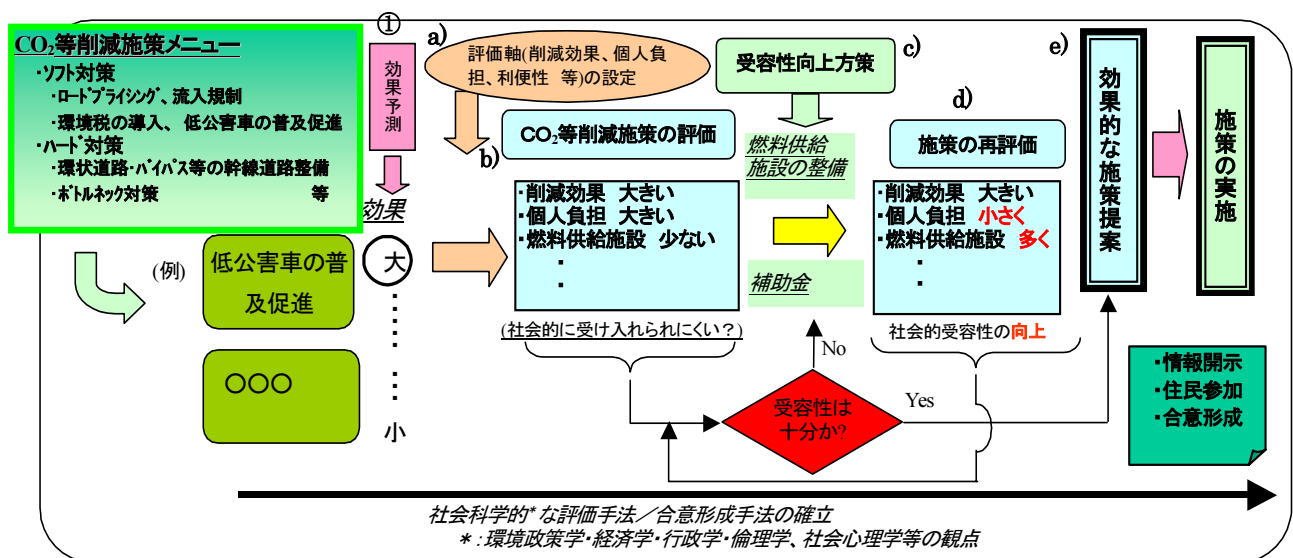 CO₂等削減施策メニュー
・ソフト対策
・ロードプライシング、流入規制
・環境税の導入、低公害車の普及促進
・ハード対策
・環状道路・バイパス等の幹線道路整備
・ボトルネック対策 等
(例)
低公害車の普
及促進
○○○
①
効果予測
効果
大
小
a)
評価軸(削減効果、個人負
担、利便性 等)の設定
b)
CO₂等削減施策の評価
・削減効果 大きい
・個人負担 大きい
・燃料供給施設 少ない
・
・
(社会的に受け入れられにくい?)
c)
受容性向上方策
燃料供給
施設の整備
補助金
d)
施策の再評価
・削減効果 大きい
・個人負担 小さく
・燃料供給施設 多く
・
・
社会的受容性の向上
No
受容性は
十分か?
Yes
e)
効果的な施策提案
施策の実施
・情報開示
・住民参加
・合意形成
社会科学的*な評価手法/合意形成手法の確立
*:環境政策学・経済学・行政学・倫理学、社会心理学等の観点